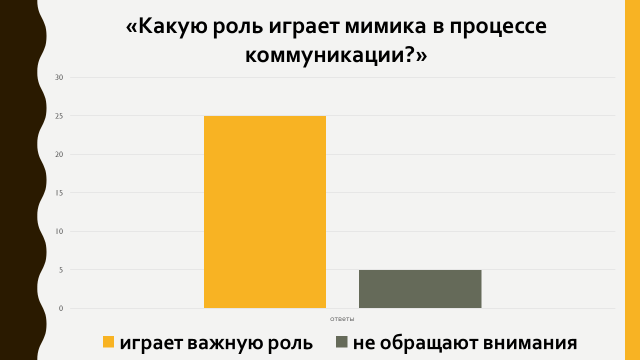 «Какую роль играет мимика в процессе
коммуникации?»
30
25
20
15
10
5
0
ответы
играет важную роль
не обращают внимания